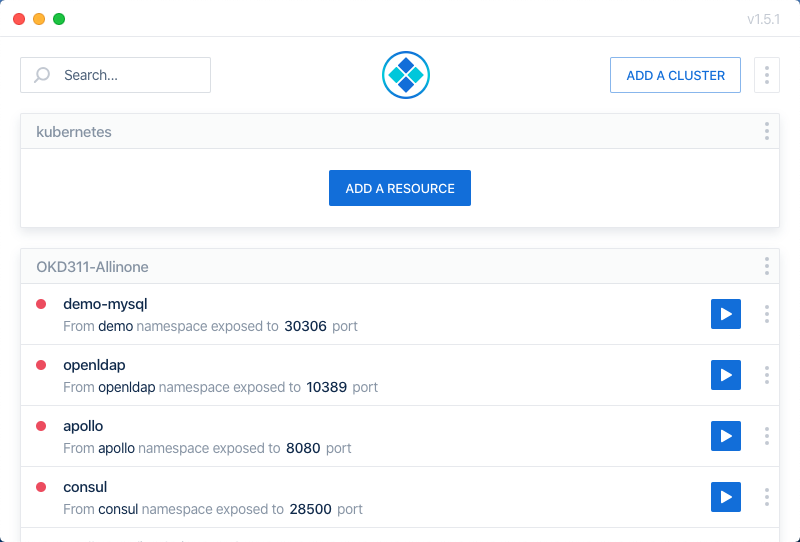 v1.5.1
Search...
ADD A CLUSTER
kubernetes
ADD A RESOURCE
OKD311-Allinone
demo-mysql
From demo namespace exposed to 30306 port
openldap
From openldap namespace exposed to 10389 port
apollo
From apollo namespace exposed to 8080 port
consul
From consul namespace exposed to 28500 port